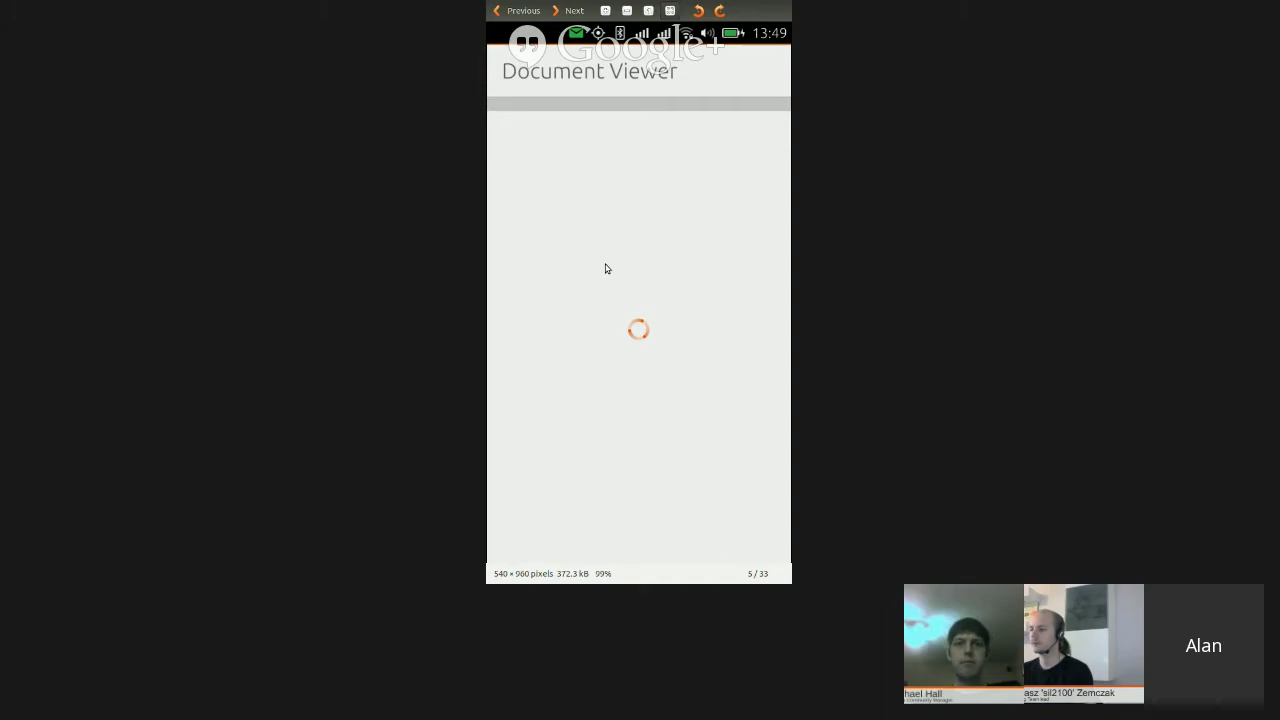 Previous Next
13:49
Google+
Document Viewer
540 × 960 pixels 372.3 kB 99% 5 / 33
Alan
hael Hall
asz 'sil2100' Zemczak